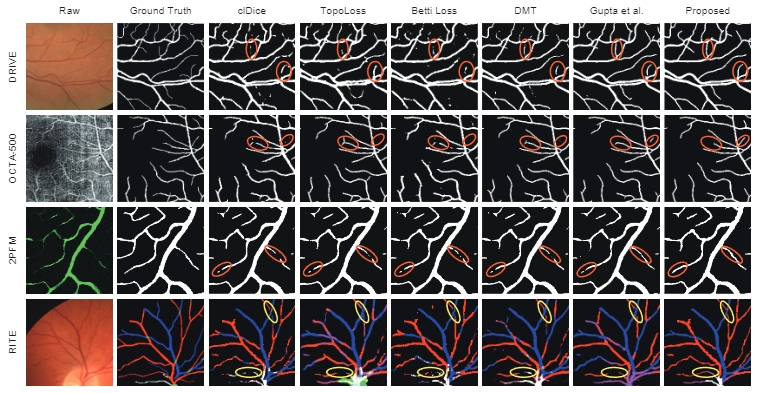 Raw Ground Truth clDice TopoLoss Betti Loss DMT Gupta et al. Proposed
DRIVE
OCTA-500
2PFM
RITE